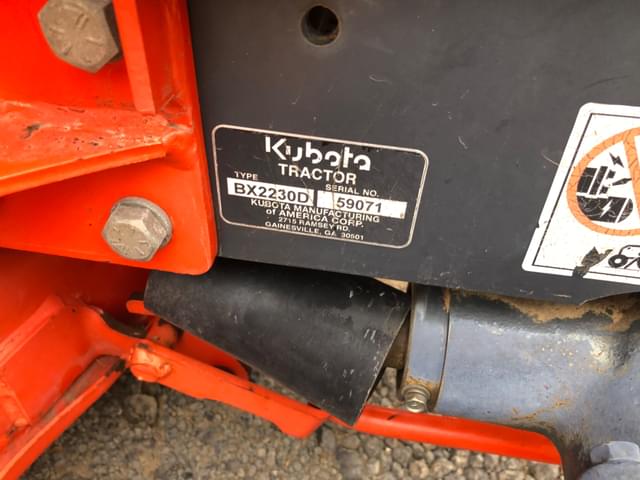 Kubota
TRACTOR
TYPE SERIAL NO.
BX2230D 59071
KUBOTA MANUFACTURING
of AMERICA CORP.
2715 RAMSEY RD.
GAINESVILLE, GA 30501